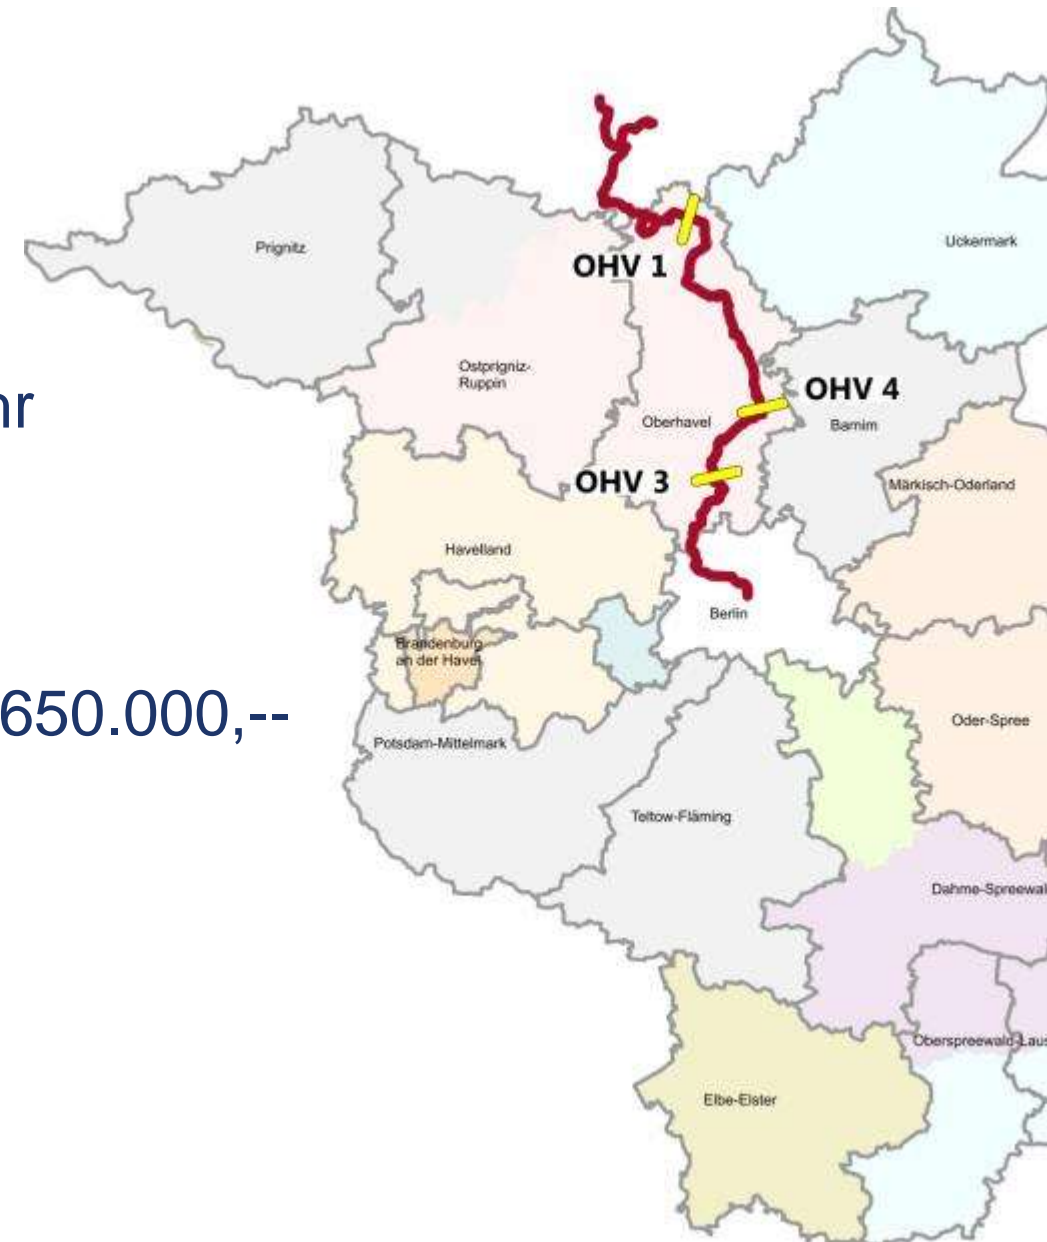 Prignitz
Uckermark
OHV 1
Ostprigniz-
Ruppin
hr
OHV 4
Oberhavel
Barnim
OHV 3
Märkisch-Oderland
Havelland
Berlin
Brandenburg
an der Havel
650.000,--
Oder-Spree
Potsdam-Mittelmark
Teltow-Fläming
Dahme-Spreewal
Oberspreewald-Laus
Elbe-Elster